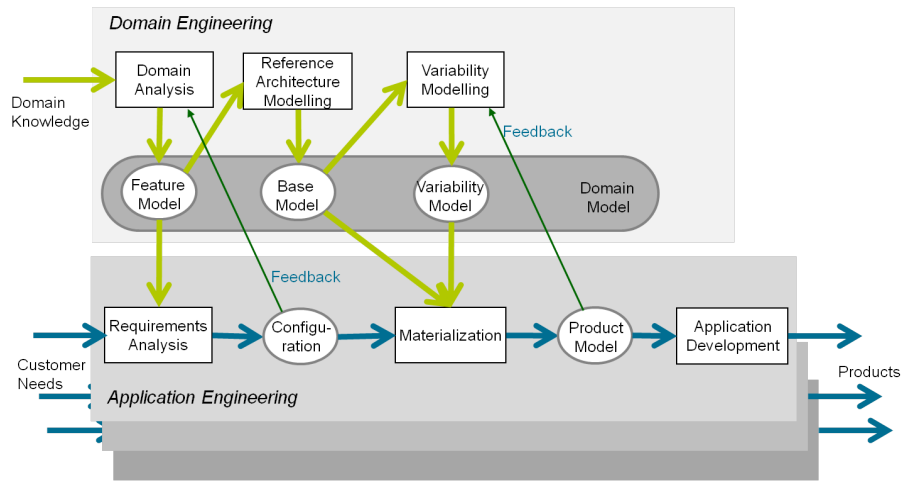 Domain Engineering
Domain
Analysis
Reference
Architecture
Modelling
Variability
Modelling
Domain
Knowledge
Feedback
Feature
Model
Base
Model
Variability
Model
Domain
Model
Feedback
Requirements
Analysis
Configu-
ration
Materialization
Product
Model
Application
Development
Customer
Needs
Products
Application Engineering